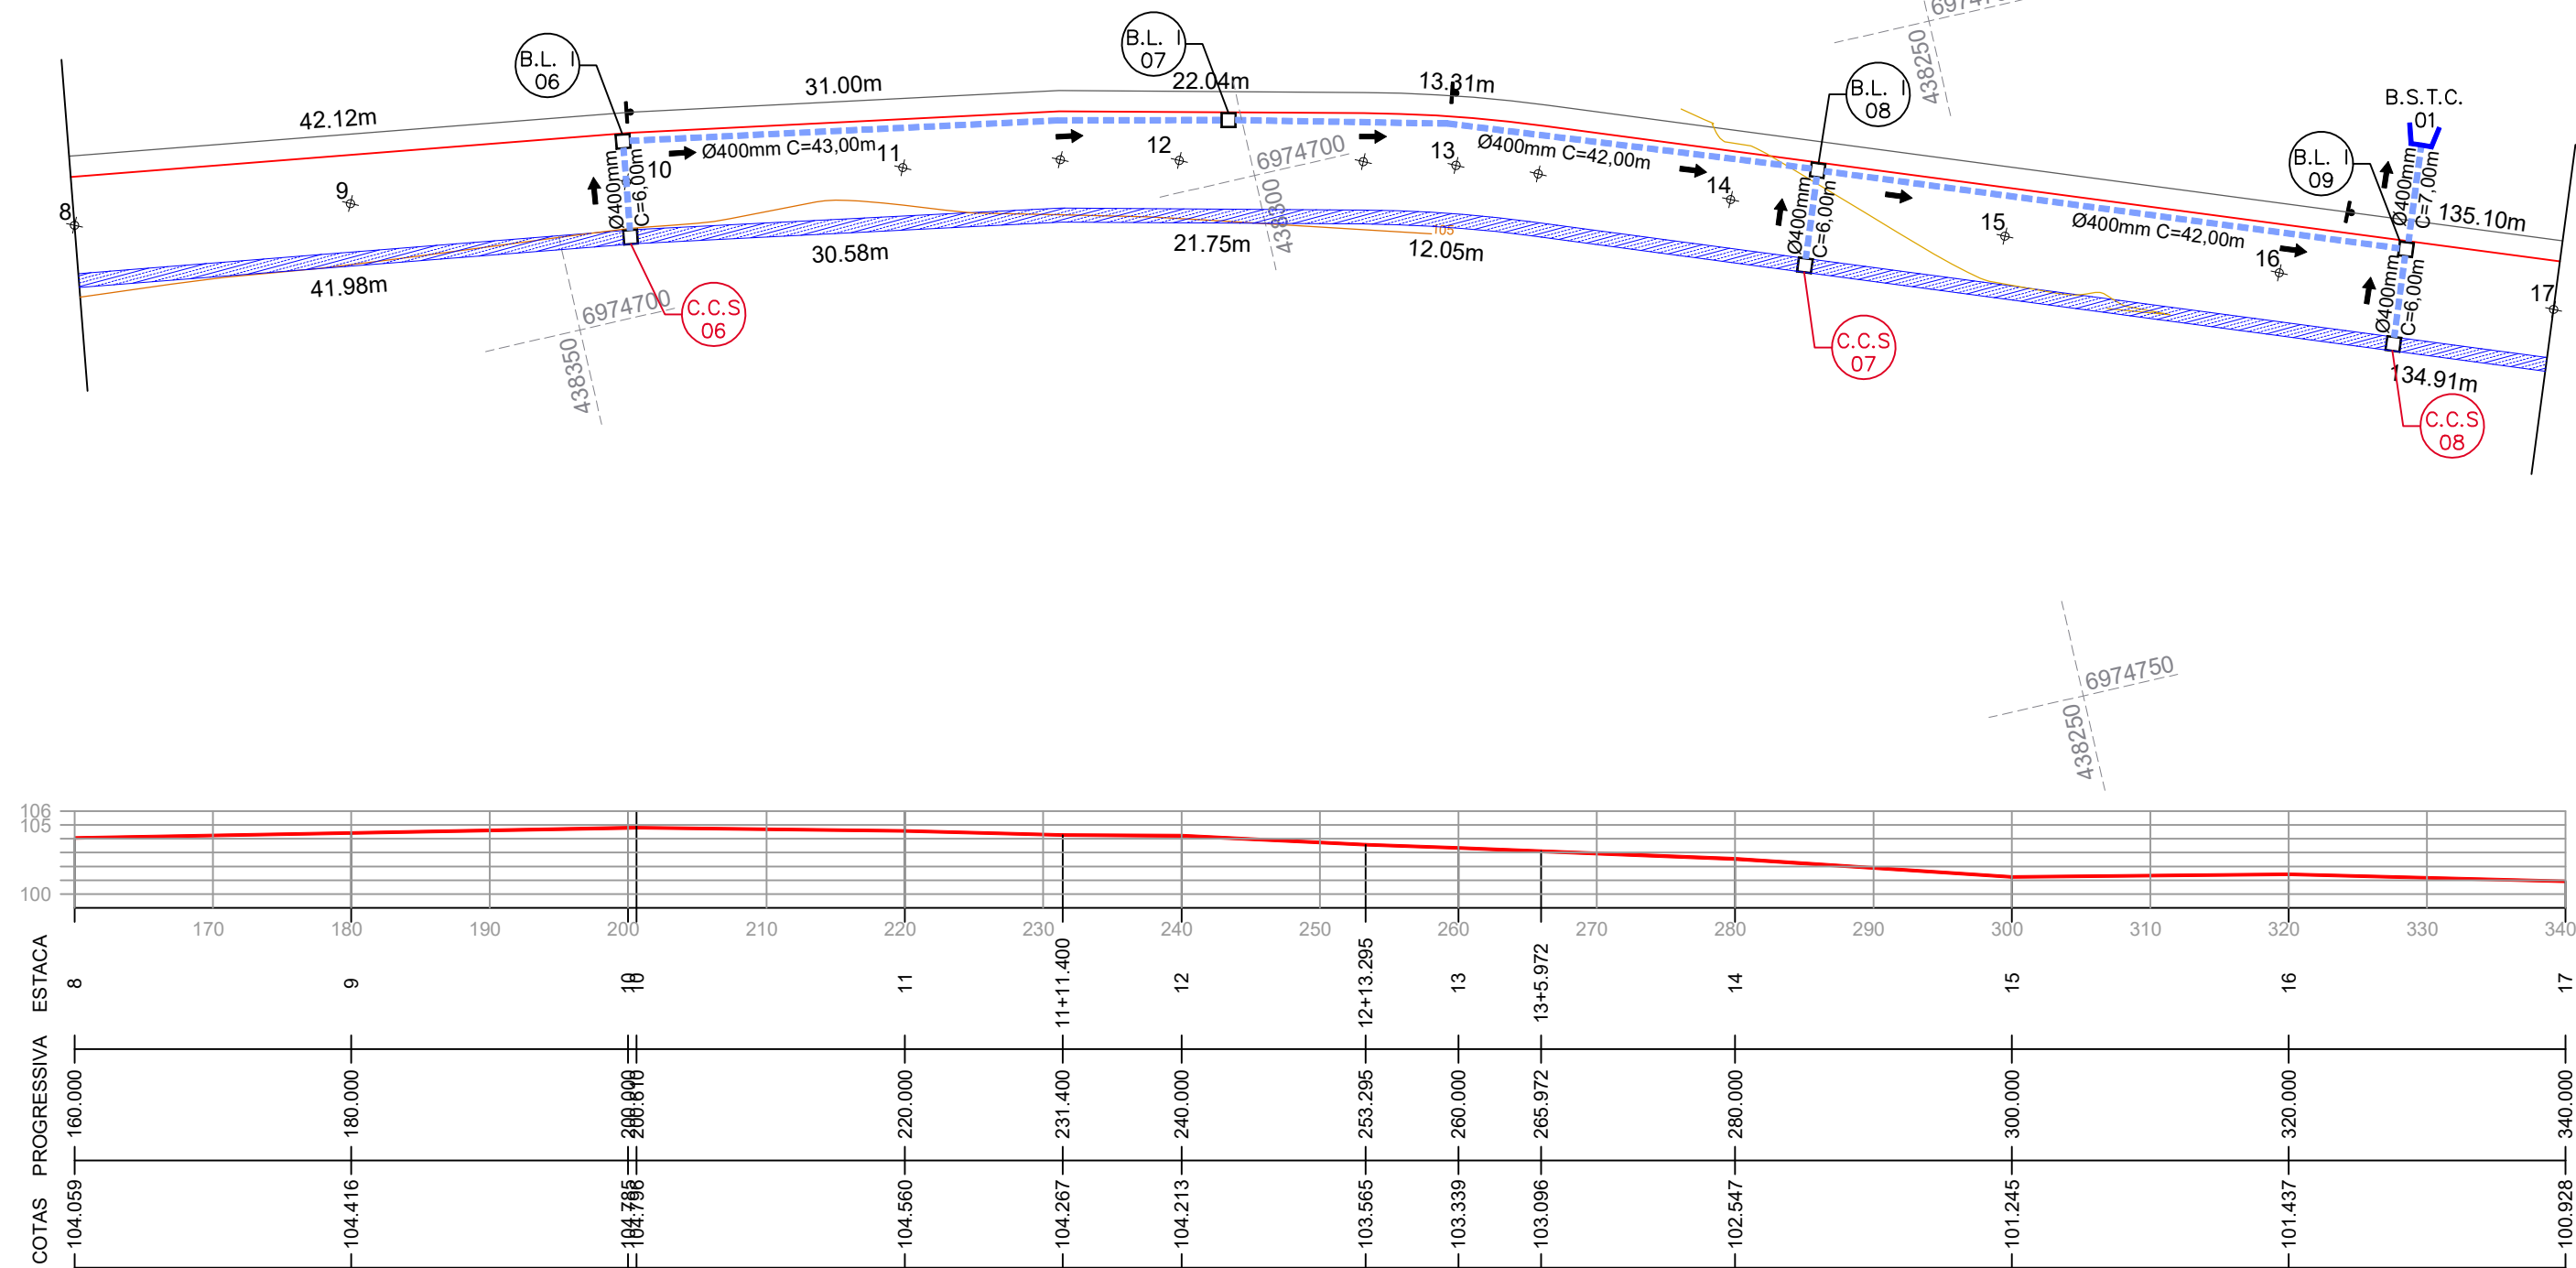 69747
438250
B.L. I
06
B.L. I
07
B.L. I
08
B.S.T.C.
01
B.L. I
09
42.12m
31.00m
22.04m
13.31m
135.10m
8
9
10
11
12
13
14
15
16
17
Ø400mm C=43,00m
Ø400mm C=42,00m
Ø400mm C=42,00m
Ø400mm
C=6,00m
Ø400mm
C=6,00m
Ø400mm
C=7,00m
Ø400mm
C=6,00m
6974700
438300
105
41.98m
30.58m
21.75m
12.05m
134.91m
6974700
438350
C.C.S
06
C.C.S
07
C.C.S
08
6974750
438250
106
105
100
170 180 190 200 210 220 230 240 250 260 270 280 290 300 310 320 330 340
ESTACA 8 9 10 10 11 11+11.400 12 12+13.295 13 13+5.972 14 15 16 17
PROGRESSIVA 160.000 180.000 200.000 220.000 231.400 240.000 253.295 260.000 265.972 280.000 300.000 320.000 340.000
COTAS 104.059 104.416 104.560 104.267 104.213 103.565 103.339 103.096 102.547 101.245 101.437 100.928